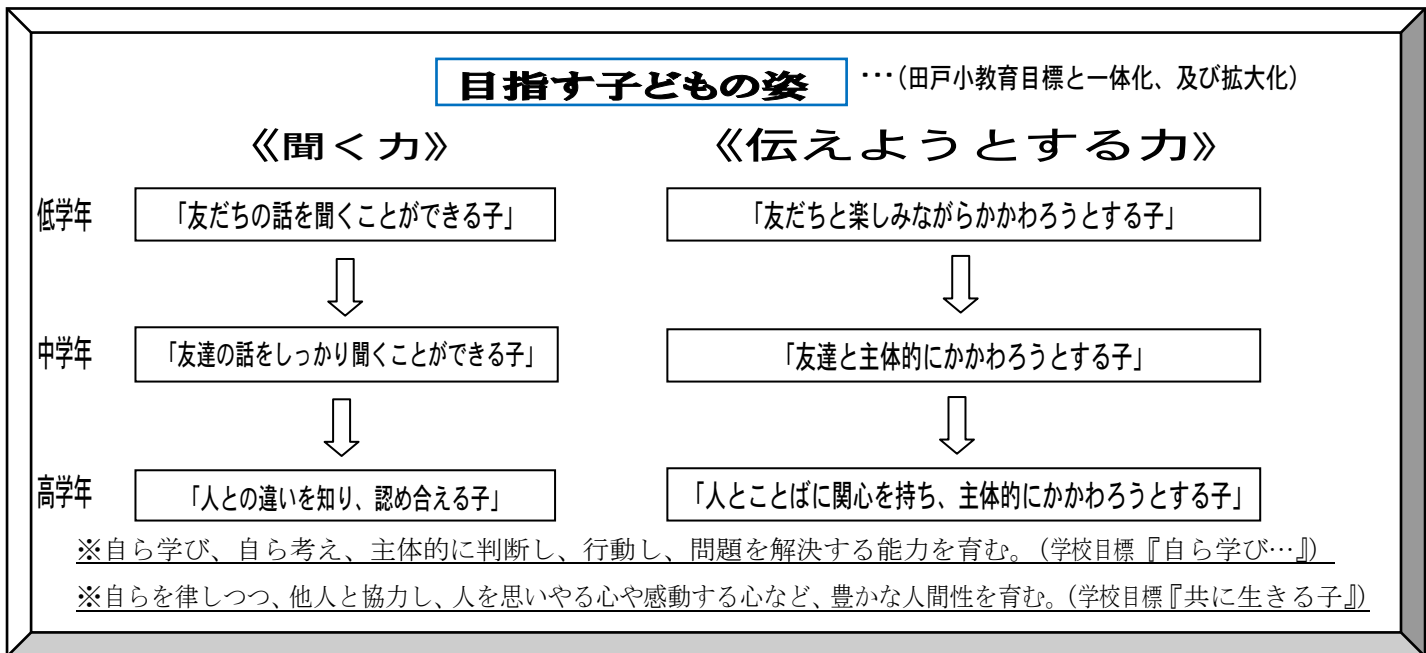 目指す子どもの姿 ･･･(田戸小教育目標と一体化、及び拡大化)
《聞く力》 《伝えようとする力》
低学年 「友だちの話を聞くことができる子」 「友だちと楽しみながらかかわろうとする子」
中学年 「友達の話をしっかり聞くことができる子」 「友達と主体的にかかわろうとする子」
高学年 「人との違いを知り、認め合える子」 「人とことばに関心を持ち、主体的にかかわろうとする子」
※自ら学び、自ら考え、主体的に判断し、行動し、問題を解決する能力を育む。(学校目標『自ら学び…』)
※自らを律しつつ、他人と協力し、人を思いやる心や感動する心など、豊かな人間性を育む。(学校目標『共に生きる子』)